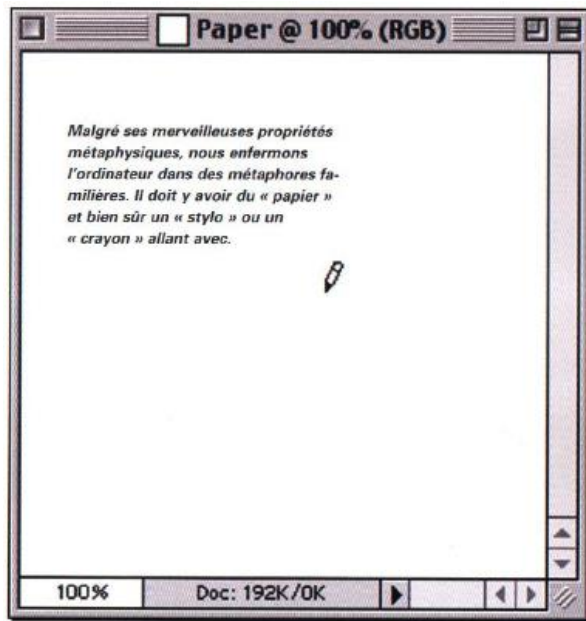 Paper @ 100% (RGB)
Malgré ses merveilleuses propriétés
métaphysiques, nous enfermons
l'ordinateur dans des métaphores fa-
milières. Il doit y avoir du « papier »
et bien sûr un « stylo » ou un
« crayon » allant avec.
100% Doc: 192K/0K